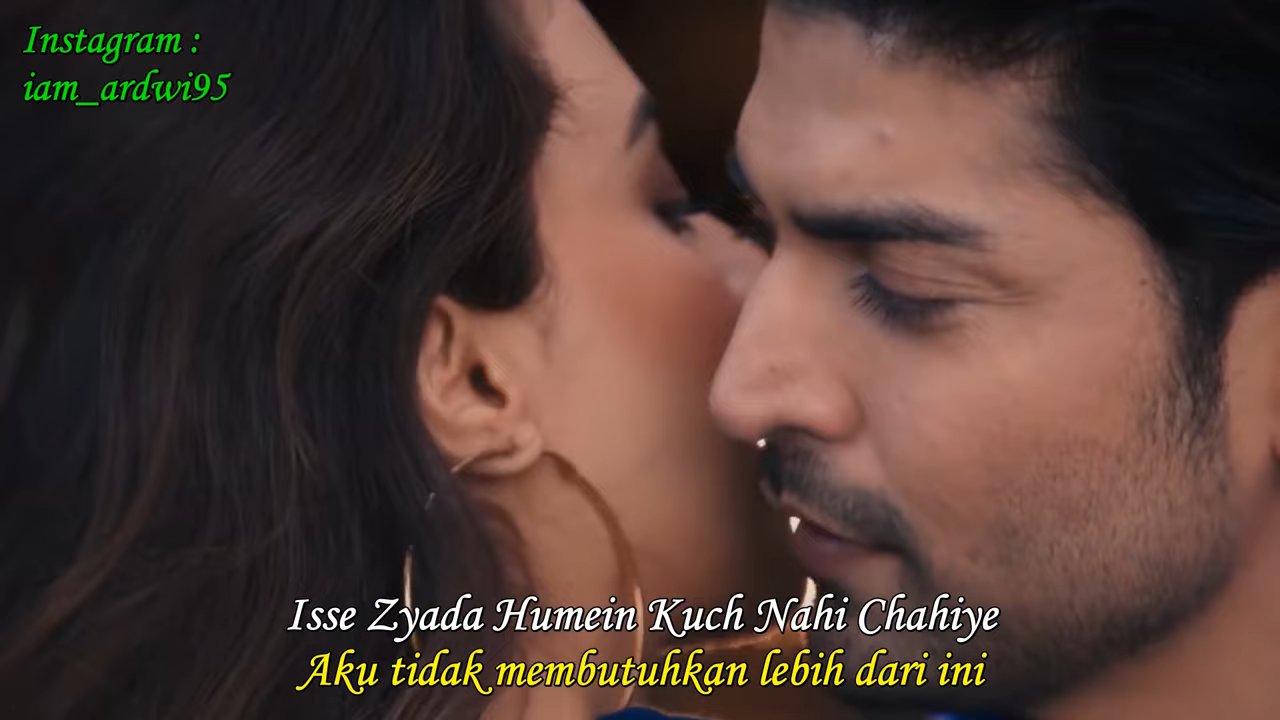 Instagram :
iam_ardwi95
Isse Zyada Humein Kuch Nahi Chahiye
Aku tidak membutuhkan lebih dari ini